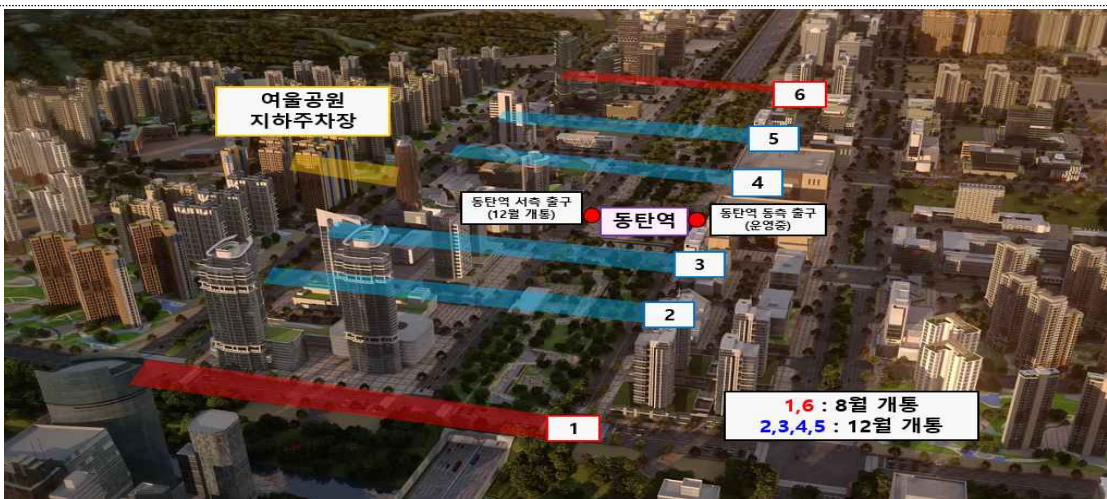 여울공원
지하주차장
6
5
4
동탄역 서측 출구
(12월 개통)
동탄역
동탄역 동측 출구
(운영중)
3
2
1
1,6 : 8월 개통
2,3,4,5 : 12월 개통